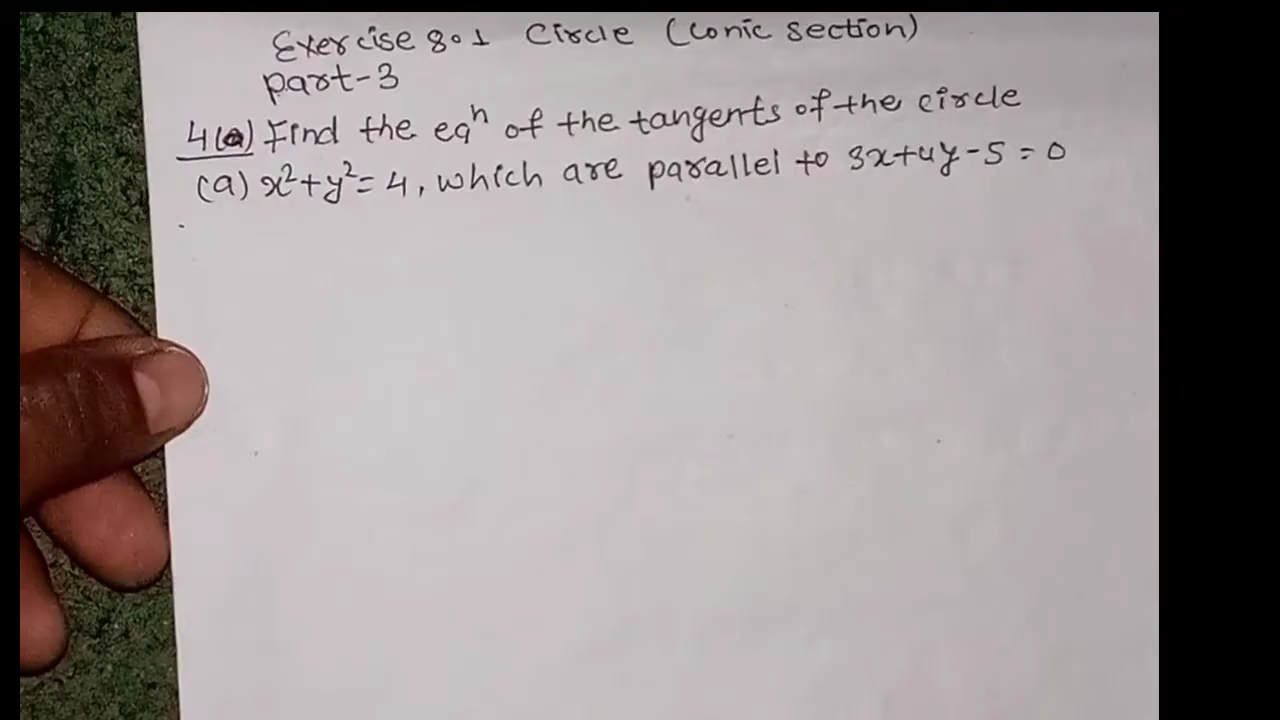 Exercise 8.1 Circle (Conic section)
part-3
4(a) Find the eqⁿ of the tangents of the circle
(a) x²+y²=4, which are parallel to 3x+4y-5=0